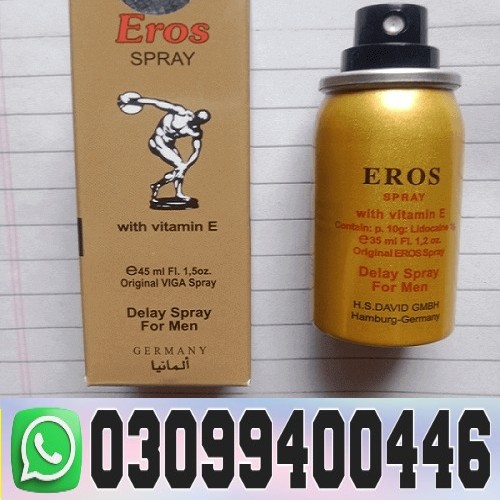 Eros
SPRAY
with vitamin E
℮45 ml Fl. 1,5oz.
Original VIGA Spray
Delay Spray
For Men
GERMANY
ألمانيا
EROS
SPRAY
with vitamin E
Contain: p. 10g: Lidocaine
℮35 ml Fl. 1,2 oz.
Original EROS Spray
Delay Spray
For Men
H.S.DAVID GMBH
Hamburg-Germany
03099400446